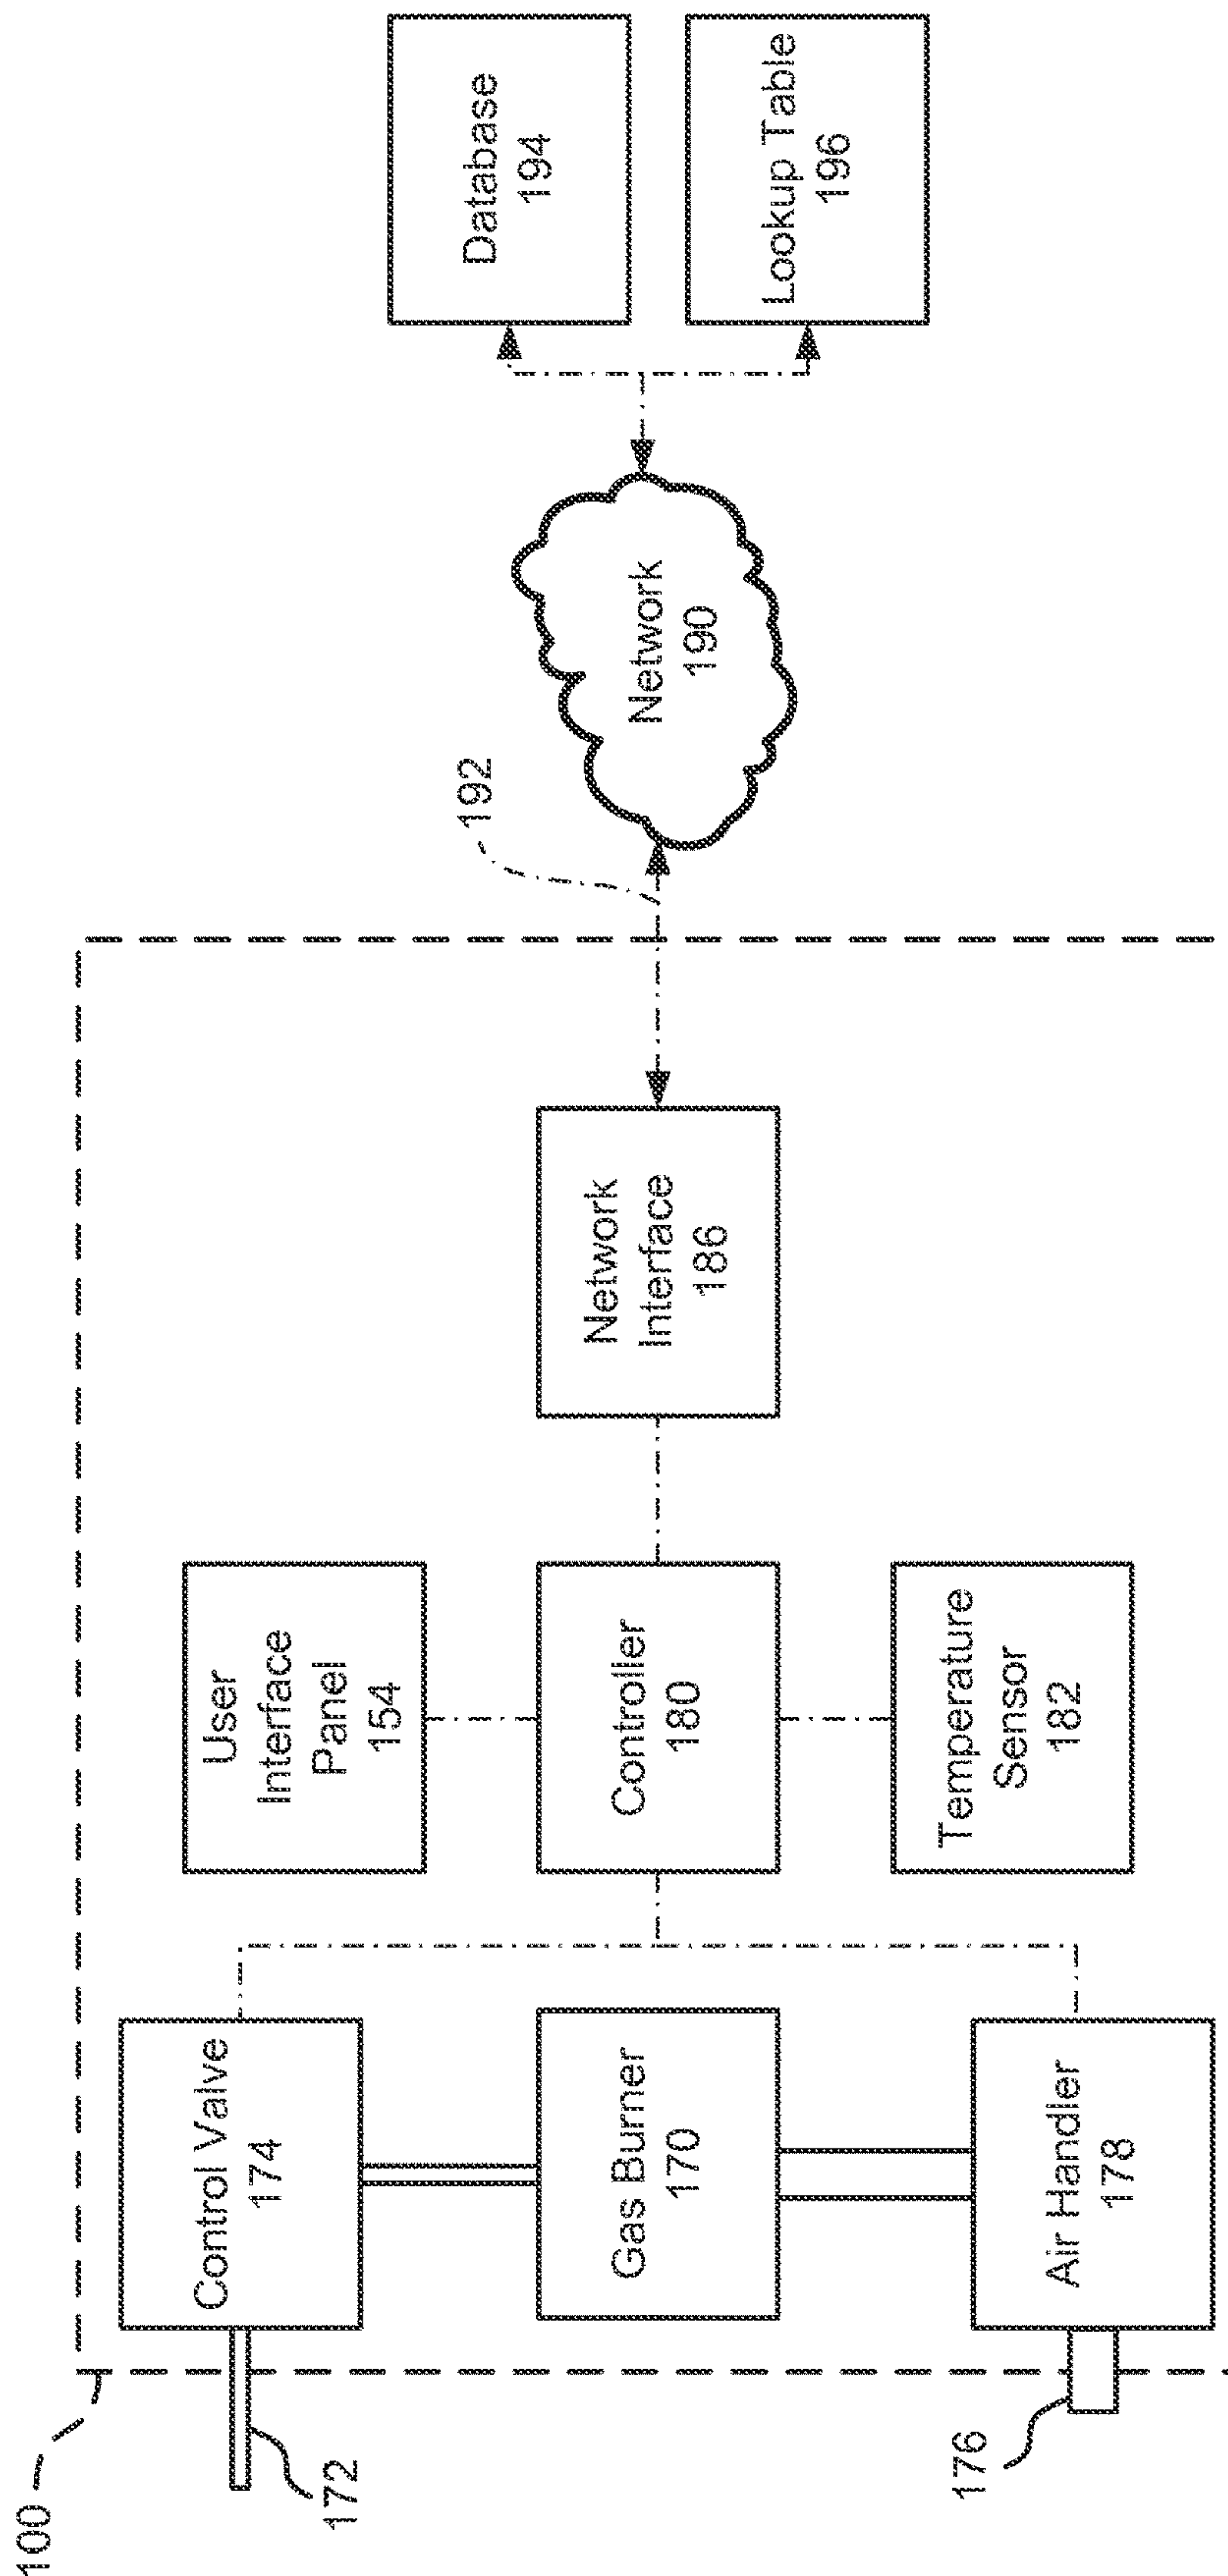 100
172
Control Valve
174
Gas Burner
170
176
Air Handler
178
User
Interface
Panel
154
Controller
180
Temperature
Sensor
182
Network
Interface
186
192
Network
190
Database
194
Lookup Table
196